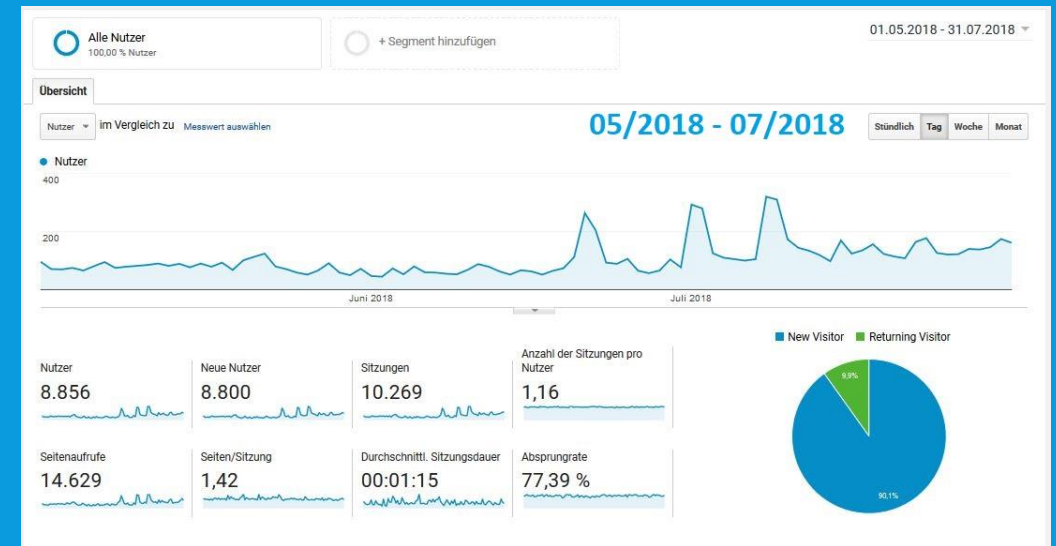 Alle Nutzer
100,00 % Nutzer
+ Segment hinzufügen
01.05.2018 - 31.07.2018
Übersicht
Nutzer im Vergleich zu Messwert auswählen
05/2018 - 07/2018
Stündlich Tag Woche Monat
Nutzer
400
200
Juni 2018 Juli 2018
New Visitor Returning Visitor
Nutzer
8.856
Neue Nutzer
8.800
Sitzungen
10.269
Anzahl der Sitzungen pro
Nutzer
1,16
Seitenaufrufe
14.629
Seiten/Sitzung
1,42
Durchschnittl. Sitzungsdauer
00:01:15
Absprungrate
77,39 %
9,9%
90,1%